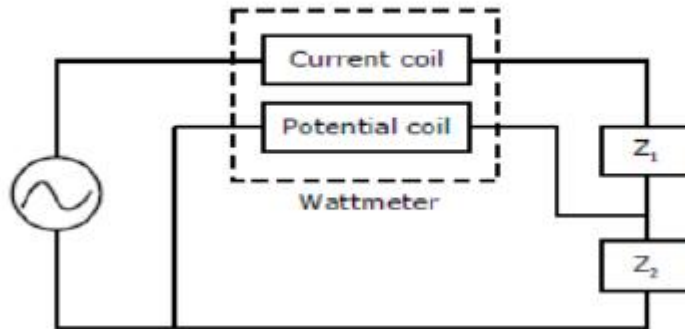 Current coil
Potential coil
Wattmeter
Z₁
Z₂